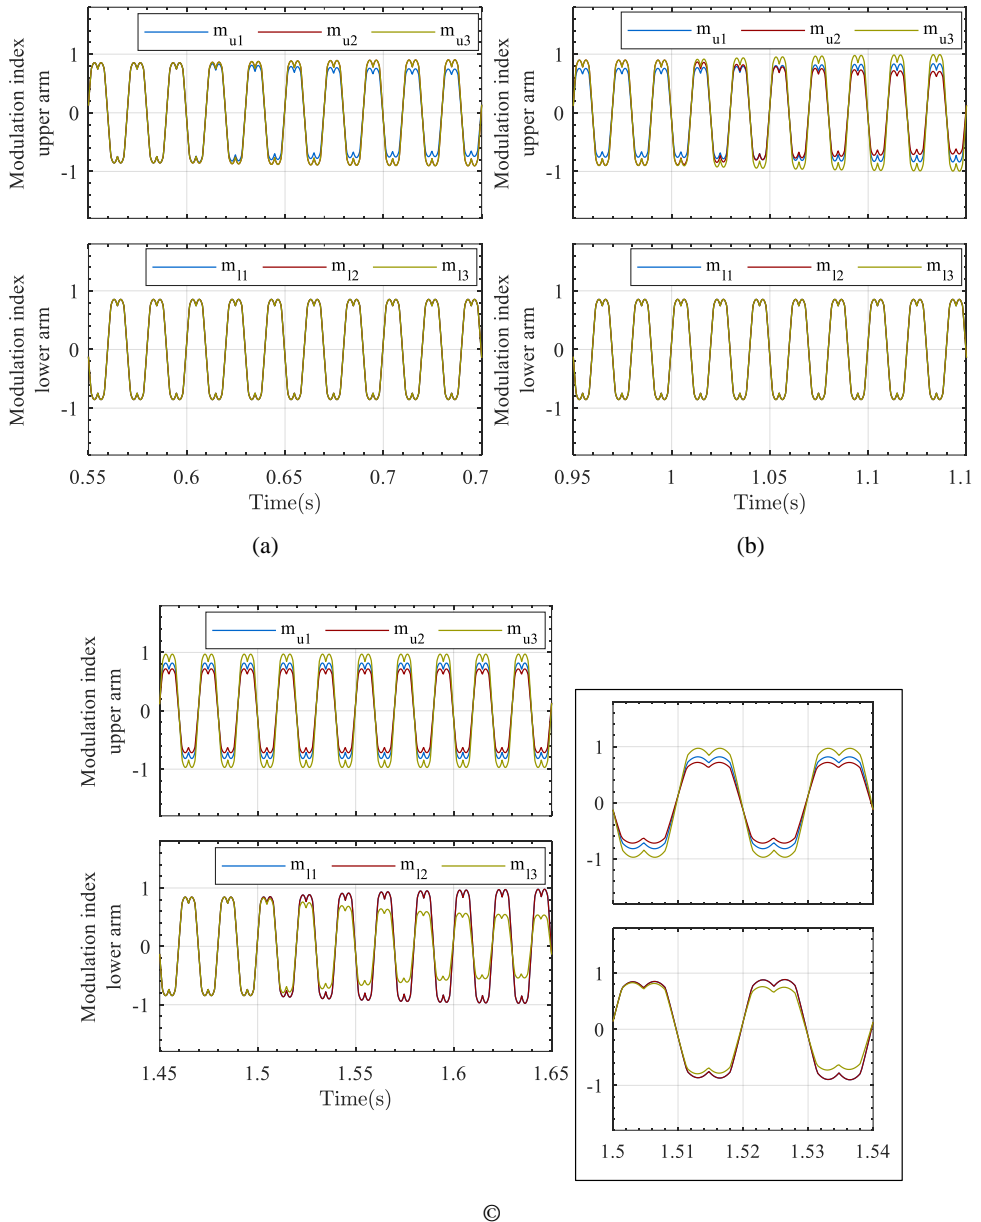 m_u1 m_u2 m_u3
Modulation index
upper arm
1
0
-1
m_l1 m_l2 m_l3
Modulation index
lower arm
1
0
-1
0.55 0.6 0.65 0.7 0.7
Time(s)
(a)
m_u1 m_u2 m_u3
Modulation index
upper arm
1
0
-1
m_l1 m_l2 m_l3
Modulation index
lower arm
1
0
-1
0.95 1 1.05 1.1 1.1
Time(s)
(b)
m_u1 m_u2 m_u3
Modulation index
upper arm
1
0
-1
m_l1 m_l2 m_l3
Modulation index
lower arm
1
0
-1
1.45 1.5 1.55 1.6 1.65
Time(s)
1
0
-1
1
0
-1
1.5 1.51 1.52 1.53 1.54
©